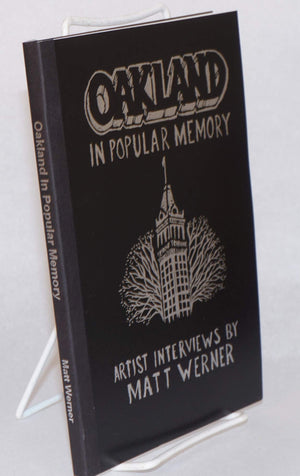 OAKLAND
IN POPULAR MEMORY
ARTIST INTERVIEWS BY
MATT WERNER
Oakland In Popular Memory
Matt Werner